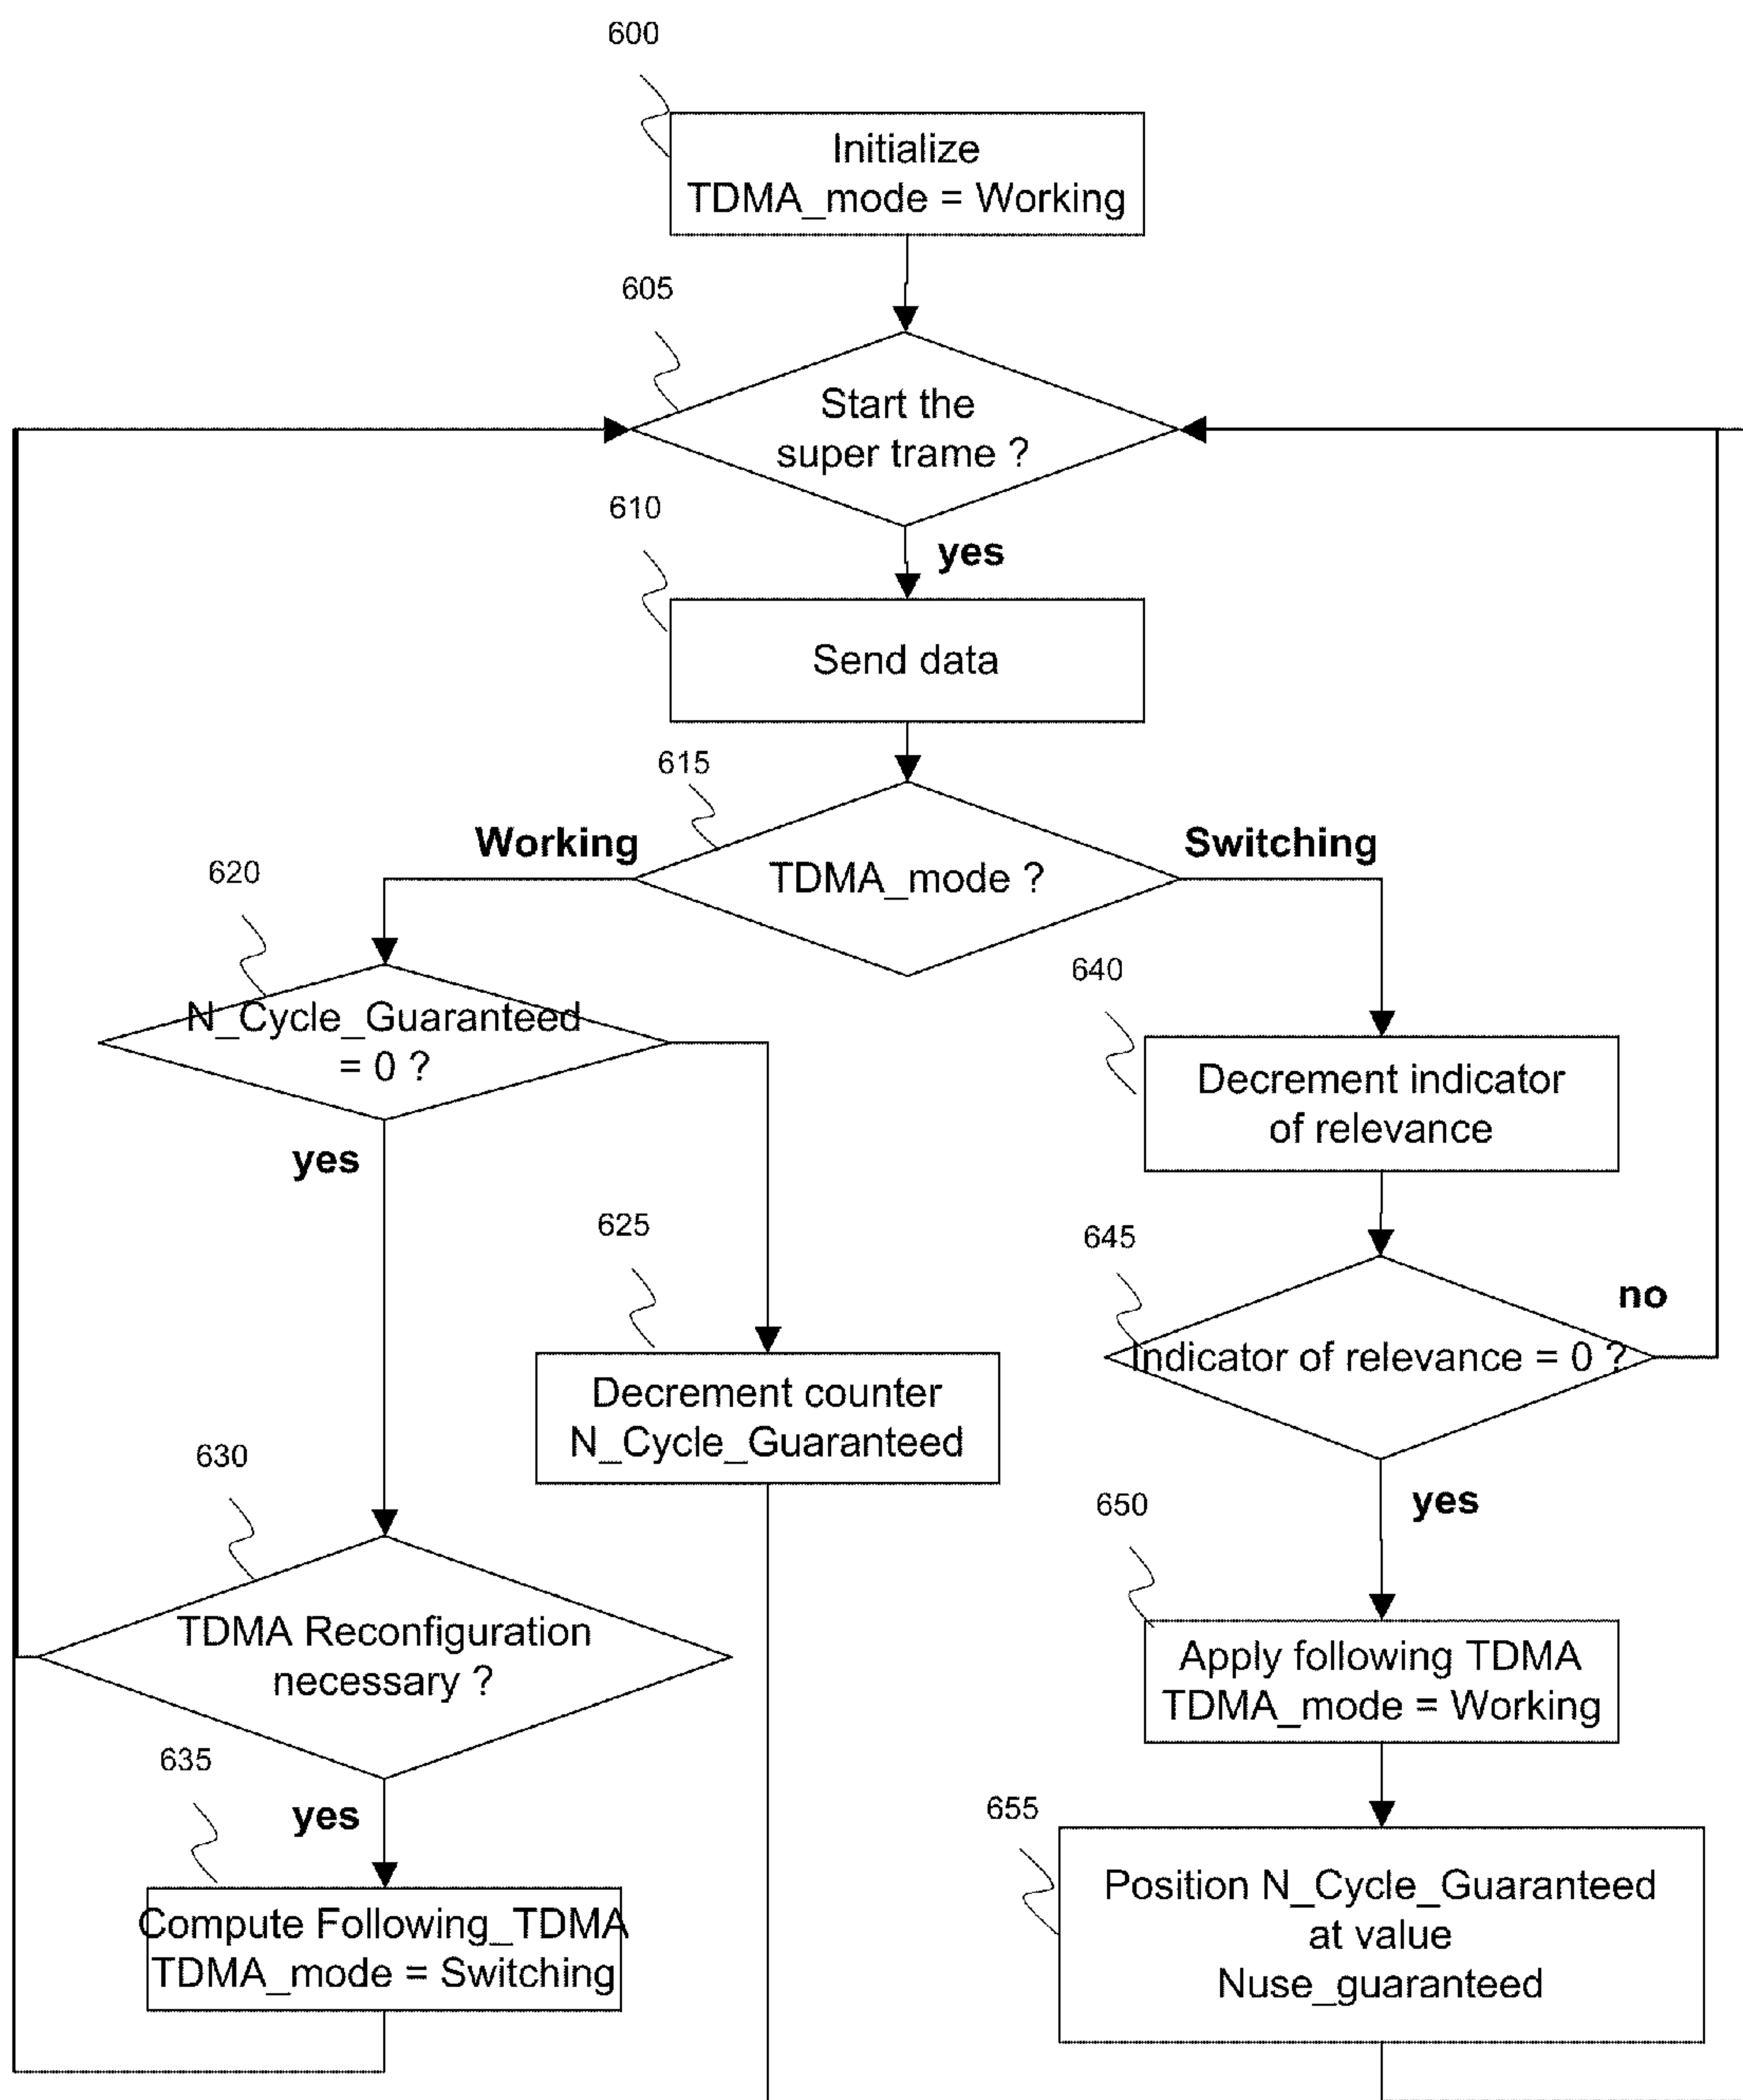 600
Initialize
TDMA_mode = Working
605
Start the
super trame ?
610
yes
Send data
615
Working
TDMA_mode ?
Switching
620
N_Cycle_Guaranteed
= 0 ?
yes
640
Decrement indicator
of relevance
625
Decrement counter
N_Cycle_Guaranteed
645
no
Indicator of relevance = 0 ?
yes
630
TDMA Reconfiguration
necessary ?
650
Apply following TDMA
TDMA_mode = Working
635
yes
Compute Following_TDMA
TDMA_mode = Switching
655
Position N_Cycle_Guaranteed
at value
Nuse_guaranteed